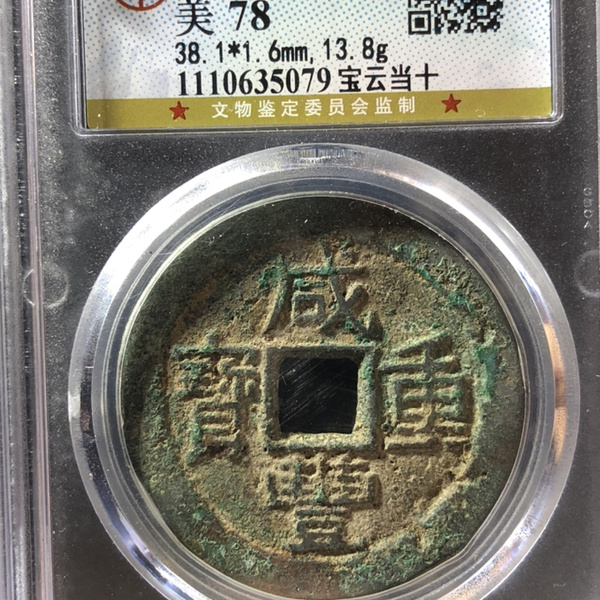 美 78
38.1*1.6mm, 13.8g
1110635079 宝云当十
★ 文物鉴定委员会监制 ★
咸
豐
重
寶